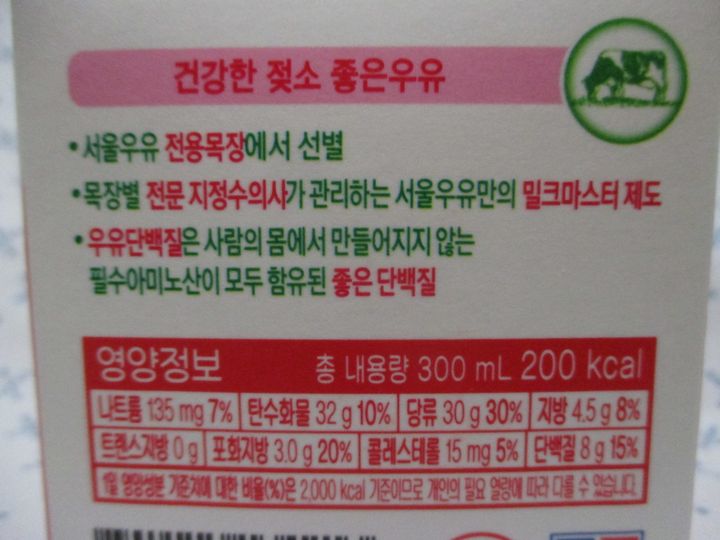 건강한 젖소 좋은우유
• 서울우유 전용목장에서 선별
• 목장별 전문 지정수의사가 관리하는 서울우유만의 밀크마스터 제도
• 우유단백질은 사람의 몸에서 만들어지지 않는
필수아미노산이 모두 함유된 좋은 단백질
영양정보 총 내용량 300 mL 200 kcal
나트륨 135 mg 7% 탄수화물 32 g 10% 당류 30 g 30% 지방 4.5 g 8%
트랜스지방 0 g 포화지방 3.0 g 20% 콜레스테롤 15 mg 5% 단백질 8 g 15%
1일 영양성분 기준치에 대한 비율(%)은 2,000 kcal 기준이므로 개인의 필요 열량에 따라 다를 수 있습니다.